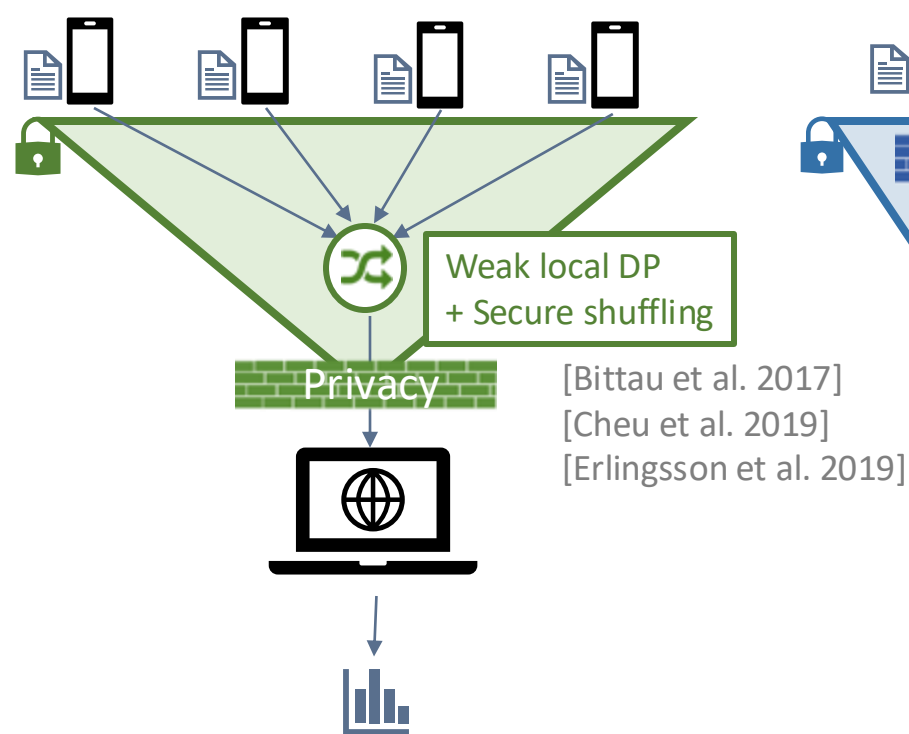 Weak local DP
+ Secure shuffling
Privacy
[Bittau et al. 2017]
[Cheu et al. 2019]
[Erlingsson et al. 2019]